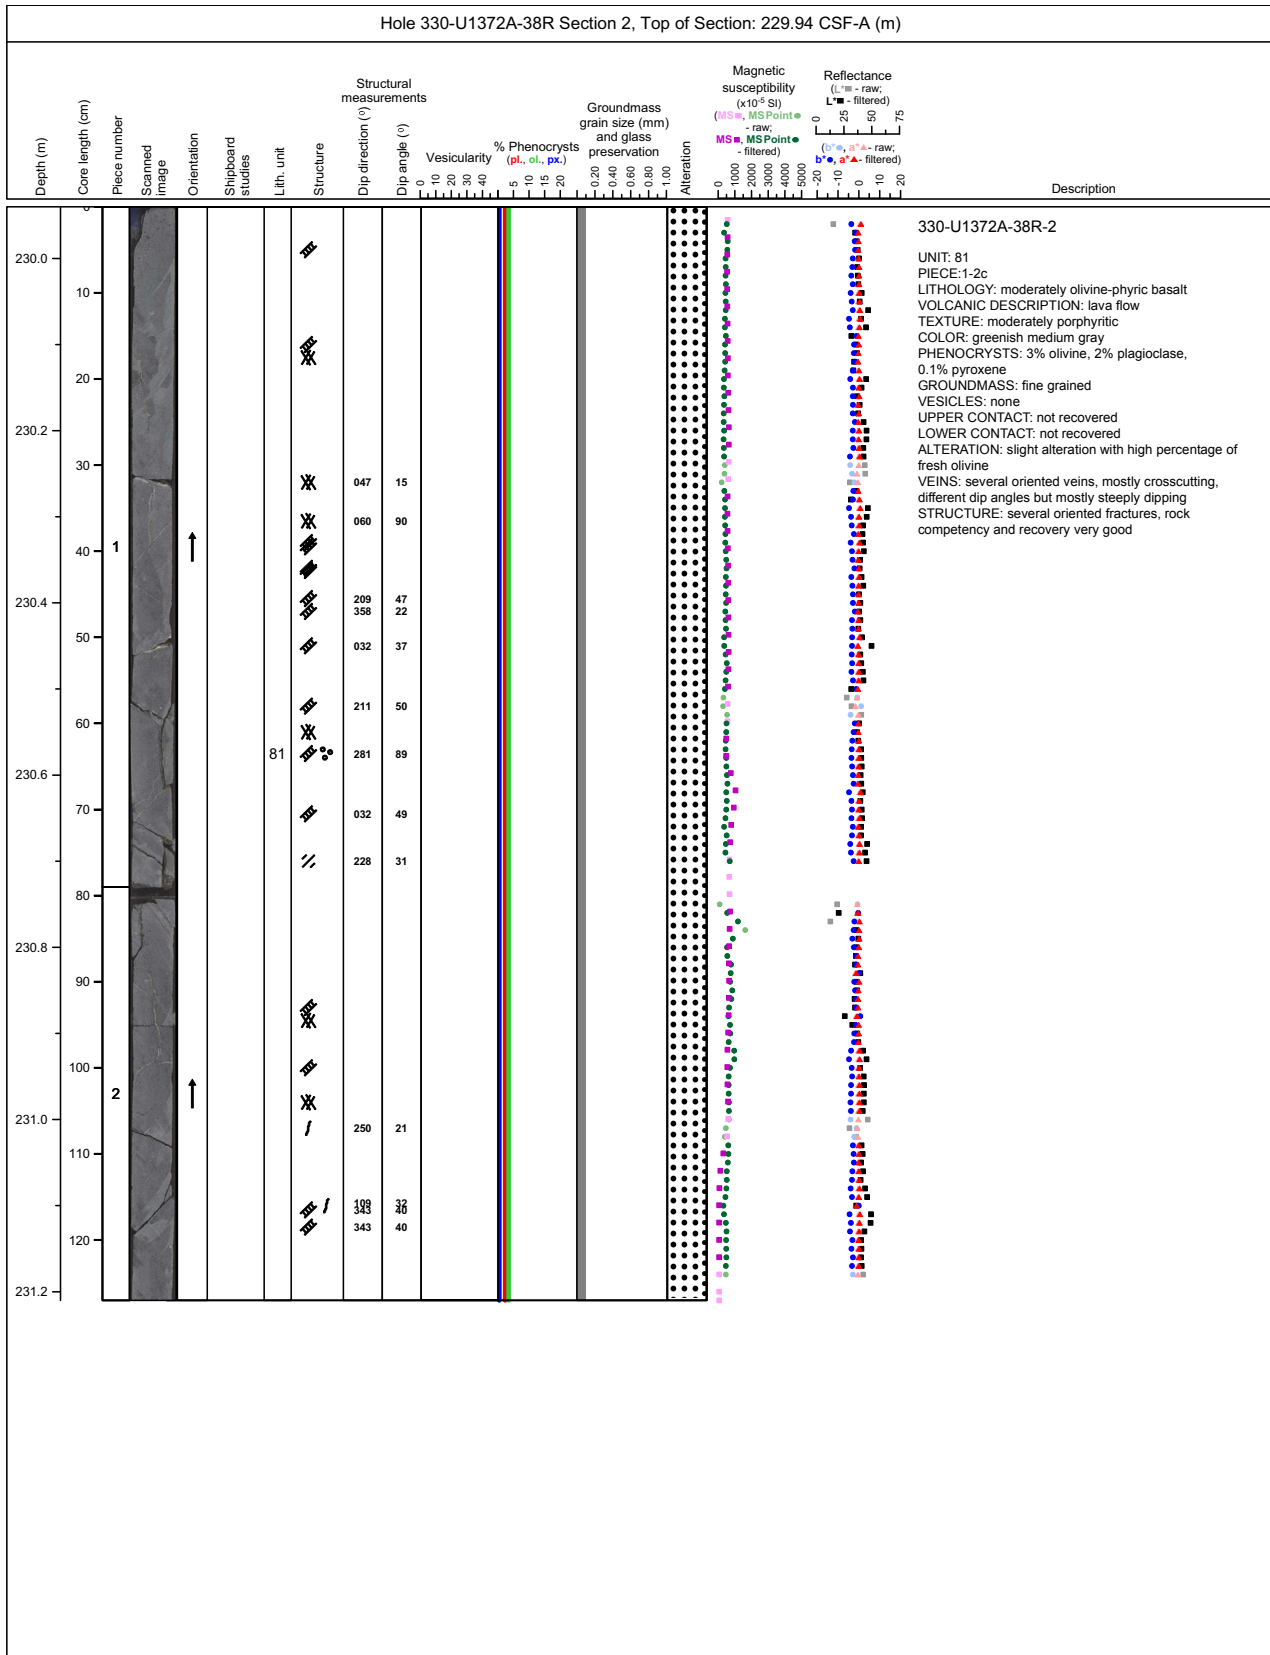 Hole 330-U1372A-38R Section 2, Top of Section: 229.94 CSF-A (m)
Depth (m)
Core length (cm)
Piece number
Scanned image
Orientation
Shipboard studies
Lith. unit
Structure
Structural measurements
Dip direction (º)
Dip angle (º)
Vesicularity
0 10 20 30 40
% Phenocrysts
(pl., ol., px.)
5 10 15 20
Groundmass grain size (mm) and glass preservation
0.20 0.40 0.60 0.80 1.00
Alteration
Magnetic susceptibility
(x10-5 SI)
(MS■, MSPoint● - raw;
MS■, MSPoint● - filtered)
0 1000 2000 3000 4000 5000
Reflectance
(L*■ - raw;
L*■ - filtered)
0 25 50 75
(b*●, a*▲- raw;
b*●, a*▲- filtered)
-20 -10 0 10 20
Description
0
230.0
10
20
230.2
30
40
230.4
50
60
230.6
70
80
230.8
90
100
231.0
110
120
231.2
1
2
81
047 15
060 90
209 47
358 22
032 37
211 50
281 89
032 49
228 31
250 21
109 32
343 40
343 40
330-U1372A-38R-2
UNIT: 81
PIECE:1-2c
LITHOLOGY: moderately olivine-phyric basalt
VOLCANIC DESCRIPTION: lava flow
TEXTURE: moderately porphyritic
COLOR: greenish medium gray
PHENOCRYSTS: 3% olivine, 2% plagioclase,
0.1% pyroxene
GROUNDMASS: fine grained
VESICLES: none
UPPER CONTACT: not recovered
LOWER CONTACT: not recovered
ALTERATION: slight alteration with high percentage of
fresh olivine
VEINS: several oriented veins, mostly crosscutting,
different dip angles but mostly steeply dipping
STRUCTURE: several oriented fractures, rock
competency and recovery very good